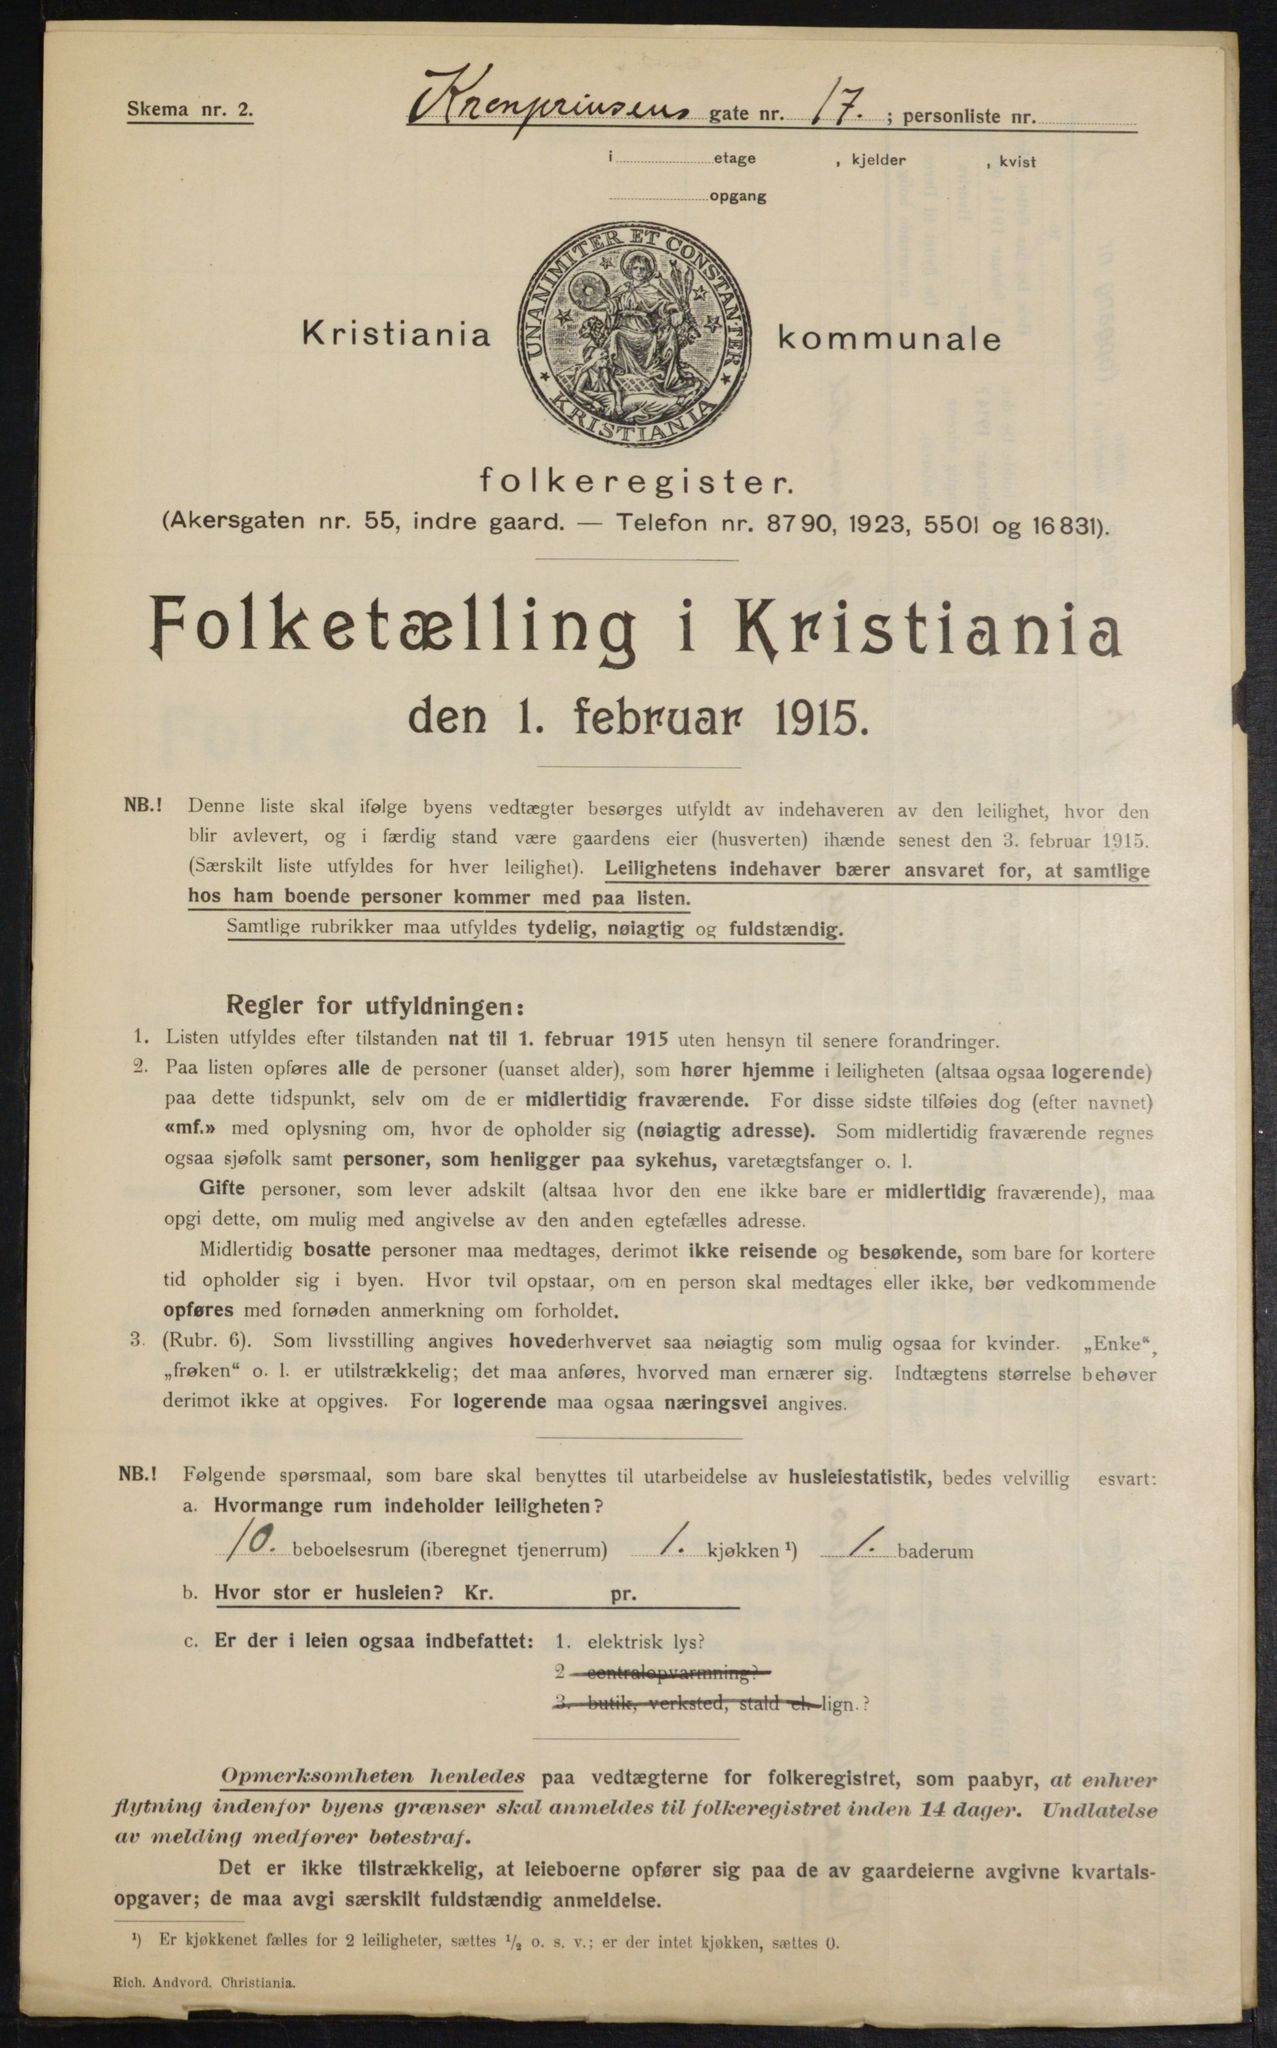 Skema nr. 2.
Kronprinsens gate nr. 17. ; personliste nr.
i etage , kjelder , kvist
opgang
UNANIMITER ET CONSTANTER
KRISTIANIA
Kristiania kommunale
folkeregister.
(Akersgaten nr. 55, indre gaard. — Telefon nr. 8790, 1923, 5501 og 16831).
Folketælling i Kristiania
den 1. februar 1915.
NB.! Denne liste skal ifølge byens vedtægter besørges utfyldt av indehaveren av den leilighet, hvor den
blir avlevert, og i færdig stand være gaardens eier (husverten) ihænde senest den 3. februar 1915.
(Særskilt liste utfyldes for hver leilighet). Leilighetens indehaver bærer ansvaret for, at samtlige
hos ham boende personer kommer med paa listen.
Samtlige rubrikker maa utfyldes tydelig, nøiagtig og fuldstændig.
Regler for utfyldningen:
1. Listen utfyldes efter tilstanden nat til 1. februar 1915 uten hensyn til senere forandringer.
2. Paa listen opføres alle de personer (uanset alder), som hører hjemme i leiligheten (altsaa ogsaa logerende)
paa dette tidspunkt, selv om de er midlertidig fraværende. For disse sidste tilføies dog (efter navnet)
«mf.» med oplysning om, hvor de opholder sig (nøiagtig adresse). Som midlertidig fraværende regnes
ogsaa sjøfolk samt personer, som henligger paa sykehus, varetægtsfanger o. l.
Gifte personer, som lever adskilt (altsaa hvor den ene ikke bare er midlertidig fraværende), maa
opgi dette, om mulig med angivelse av den anden egtefælles adresse.
Midlertidig bosatte personer maa medtages, derimot ikke reisende og besøkende, som bare for kortere
tid opholder sig i byen. Hvor tvil opstaar, om en person skal medtages eller ikke, bør vedkommende
opføres med fornøden anmerkning om forholdet.
3. (Rubr. 6). Som livsstilling angives hovederhvervet saa nøiagtig som mulig ogsaa for kvinder. „Enke“,
„frøken“ o. l. er utilstrækkelig; det maa anføres, hvorved man ernærer sig. Indtægtens størrelse behøver
derimot ikke at opgives. For logerende maa ogsaa næringsvei angives.
NB.! Følgende spørsmaal, som bare skal benyttes til utarbeidelse av husleiestatistik, bedes velvillig esvart:
a. Hvormange rum indeholder leiligheten?
10. beboelsesrum (iberegnet tjenerrum) 1. kjøkken ¹) 1. baderum
b. Hvor stor er husleien? Kr. pr.
c. Er der i leien ogsaa indbefattet: 1. elektrisk lys?
2 centralopvarmning?
3. butik, verksted, stald el. lign.?
Opmerksomheten henledes paa vedtægterne for folkeregistret, som paabyr, at enhver
flytning indenfor byens grænser skal anmeldes til folkeregistret inden 14 dager. Undlatelse
av melding medfører bøtestraf.
Det er ikke tilstrækkelig, at leieboerne opfører sig paa de av gaardeierne avgivne kvartals-
opgaver; de maa avgi særskilt fuldstændig anmeldelse.
¹) Er kjøkkenet fælles for 2 leiligheter, sættes ¹/₂ o. s. v.; er der intet kjøkken, sættes 0.
Rich. Andvord, Christiania.